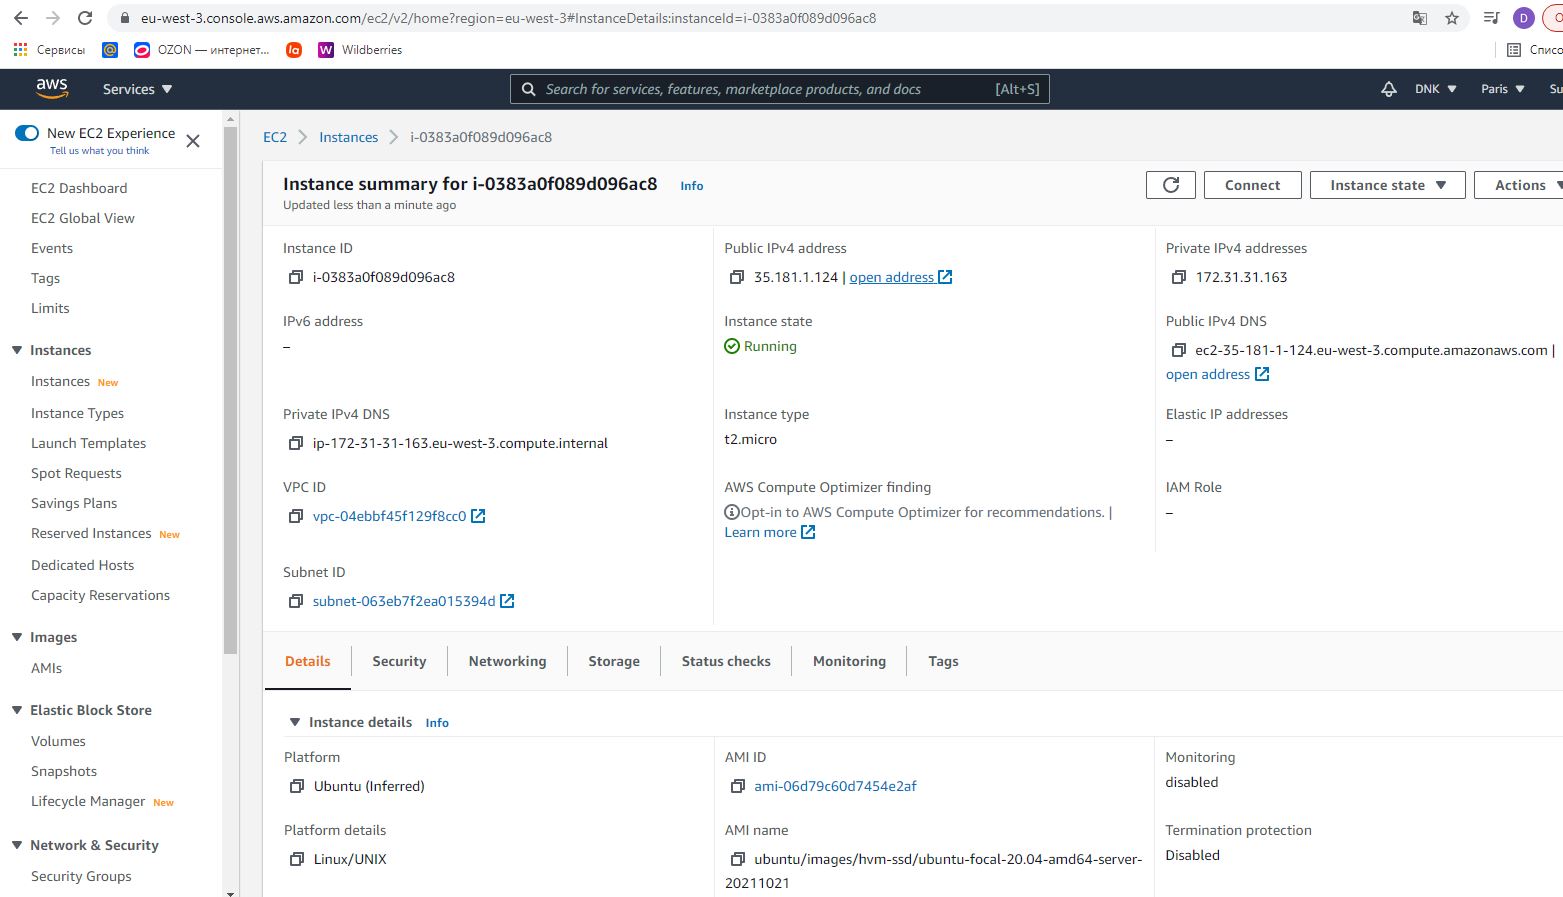 eu-west-3.console.aws.amazon.com/ec2/v2/home?region=eu-west-3#InstanceDetails:instanceId=i-0383a0f089d096ac8
D
Сервисы
OZON — интернет...
Wildberries
Списо
aws
Services
Search for services, features, marketplace products, and docs
[Alt+S]
DNK
Paris
Su
New EC2 Experience
Tell us what you think
EC2 Dashboard
EC2 Global View
Events
Tags
Limits
Instances
Instances New
Instance Types
Launch Templates
Spot Requests
Savings Plans
Reserved Instances New
Dedicated Hosts
Capacity Reservations
Images
AMIs
Elastic Block Store
Volumes
Snapshots
Lifecycle Manager New
Network & Security
Security Groups
EC2 > Instances > i-0383a0f089d096ac8
Instance summary for i-0383a0f089d096ac8 Info
Updated less than a minute ago
Connect
Instance state
Actions
Instance ID
i-0383a0f089d096ac8
Public IPv4 address
35.181.1.124 | open address
Private IPv4 addresses
172.31.31.163
IPv6 address
–
Instance state
Running
Public IPv4 DNS
ec2-35-181-1-124.eu-west-3.compute.amazonaws.com |
open address
Private IPv4 DNS
ip-172-31-31-163.eu-west-3.compute.internal
Instance type
t2.micro
Elastic IP addresses
–
VPC ID
vpc-04ebbf45f129f8cc0
AWS Compute Optimizer finding
Opt-in to AWS Compute Optimizer for recommendations. |
Learn more
IAM Role
–
Subnet ID
subnet-063eb7f2ea015394d
Details
Security
Networking
Storage
Status checks
Monitoring
Tags
Instance details Info
Platform
Ubuntu (Inferred)
AMI ID
ami-06d79c60d7454e2af
Monitoring
disabled
Platform details
Linux/UNIX
AMI name
ubuntu/images/hvm-ssd/ubuntu-focal-20.04-amd64-server-
20211021
Termination protection
Disabled